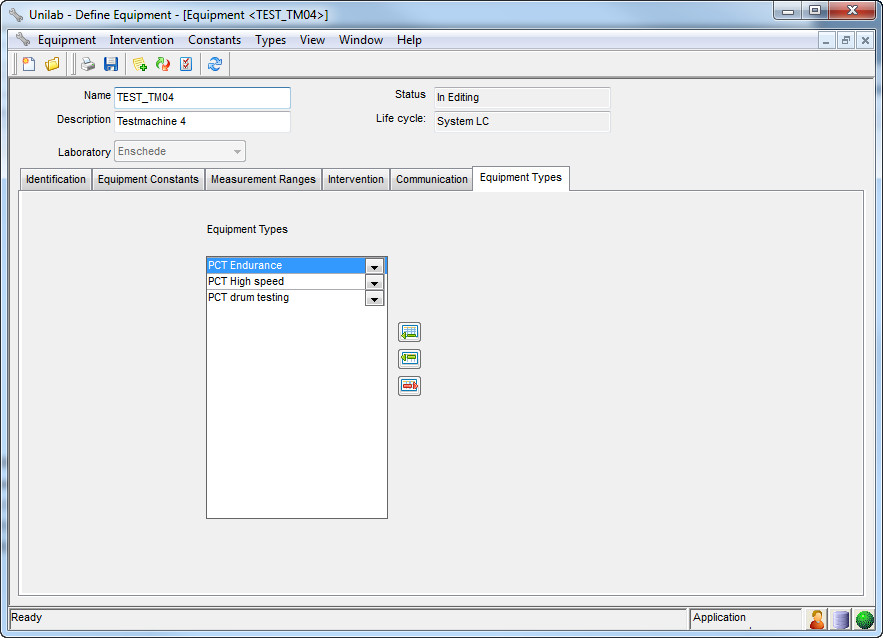 Unilab - Define Equipment - [Equipment <TEST_TM04>]
Equipment Intervention Constants Types View Window Help
Name TEST_TM04 Status In Editing
Description Testmachine 4 Life cycle: System LC
Laboratory Enschede
Identification Equipment Constants Measurement Ranges Intervention Communication Equipment Types
Equipment Types
PCT Endurance
PCT High speed
PCT drum testing
Ready Application